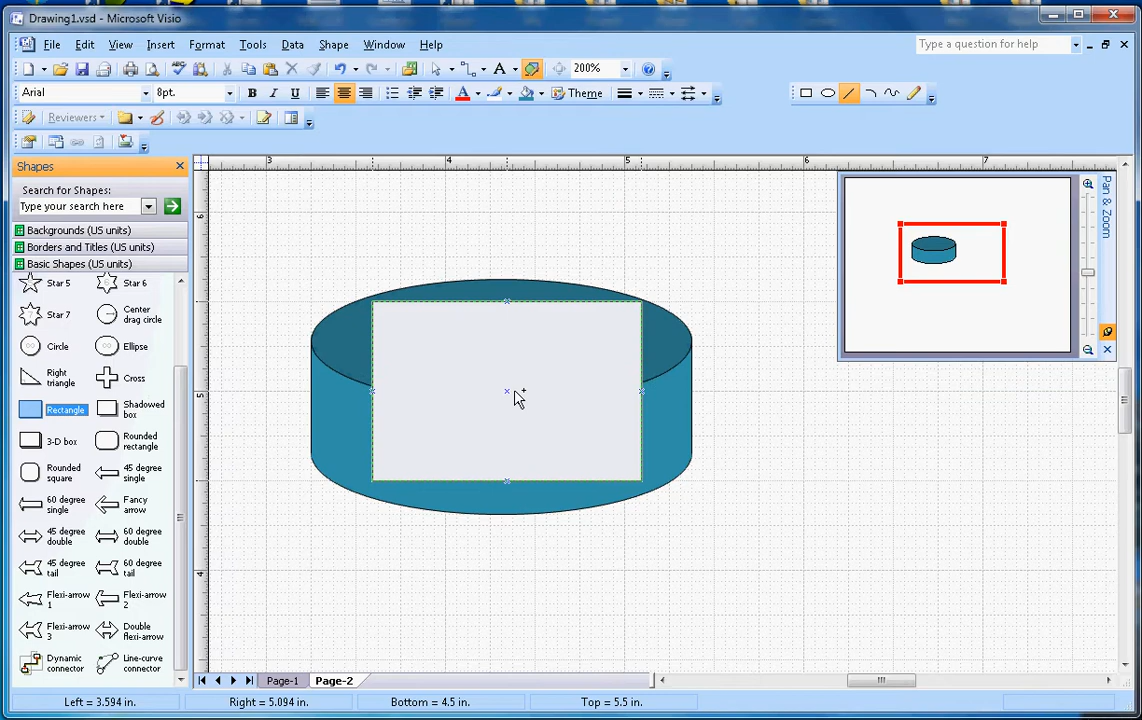 Drawing1.vsd - Microsoft Visio
File Edit View Insert Format Tools Data Shape Window Help
Type a question for help
200%
Arial 8pt. B I U A Theme
Reviewers
Shapes
Search for Shapes:
Type your search here
Backgrounds (US units)
Borders and Titles (US units)
Basic Shapes (US units)
Star 5 Star 6
Star 7 Center drag circle
Circle Ellipse
Right triangle Cross
Rectangle Shadowed box
3-D box Rounded rectangle
Rounded square 45 degree single
60 degree single Fancy arrow
45 degree double 60 degree double
45 degree tail 60 degree tail
Flexi-arrow 1 Flexi-arrow 2
Flexi-arrow 3 Double flexi-arrow
Dynamic connector Line-curve connector
3 4 5 6 7
6
5
4
Pan & Zoom
Page-1 Page-2
Left = 3.594 in. Right = 5.094 in. Bottom = 4.5 in. Top = 5.5 in.